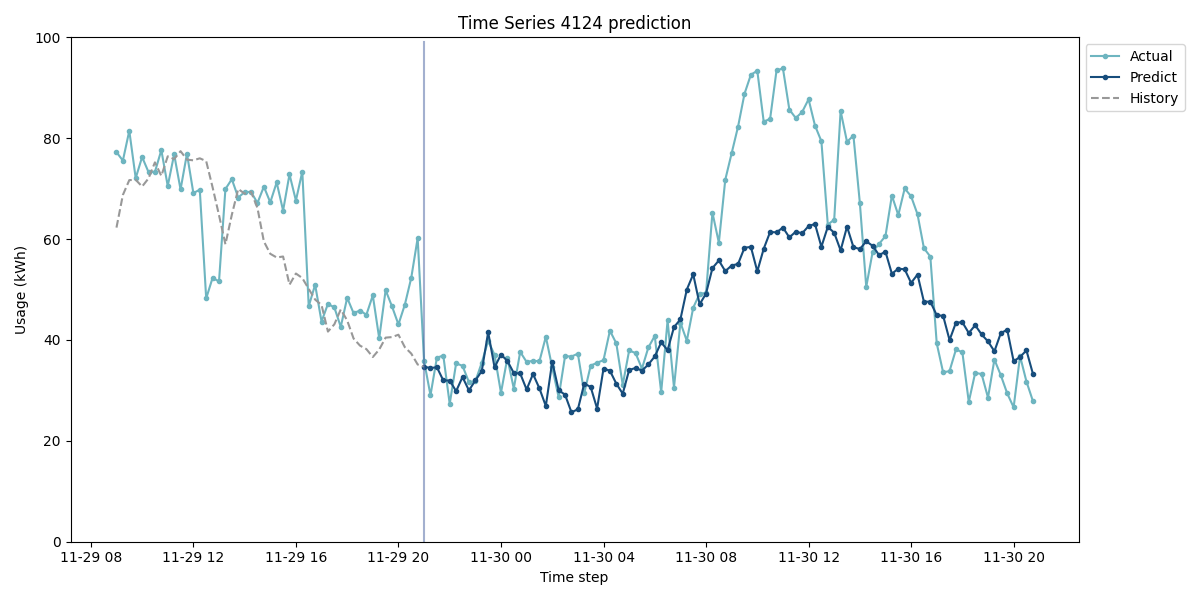 Time Series 4124 prediction
100
80
60
40
20
0
Usage (kWh)
11-29 08
11-29 12
11-29 16
11-29 20
11-30 00
11-30 04
11-30 08
11-30 12
11-30 16
11-30 20
Time step
Actual
Predict
History